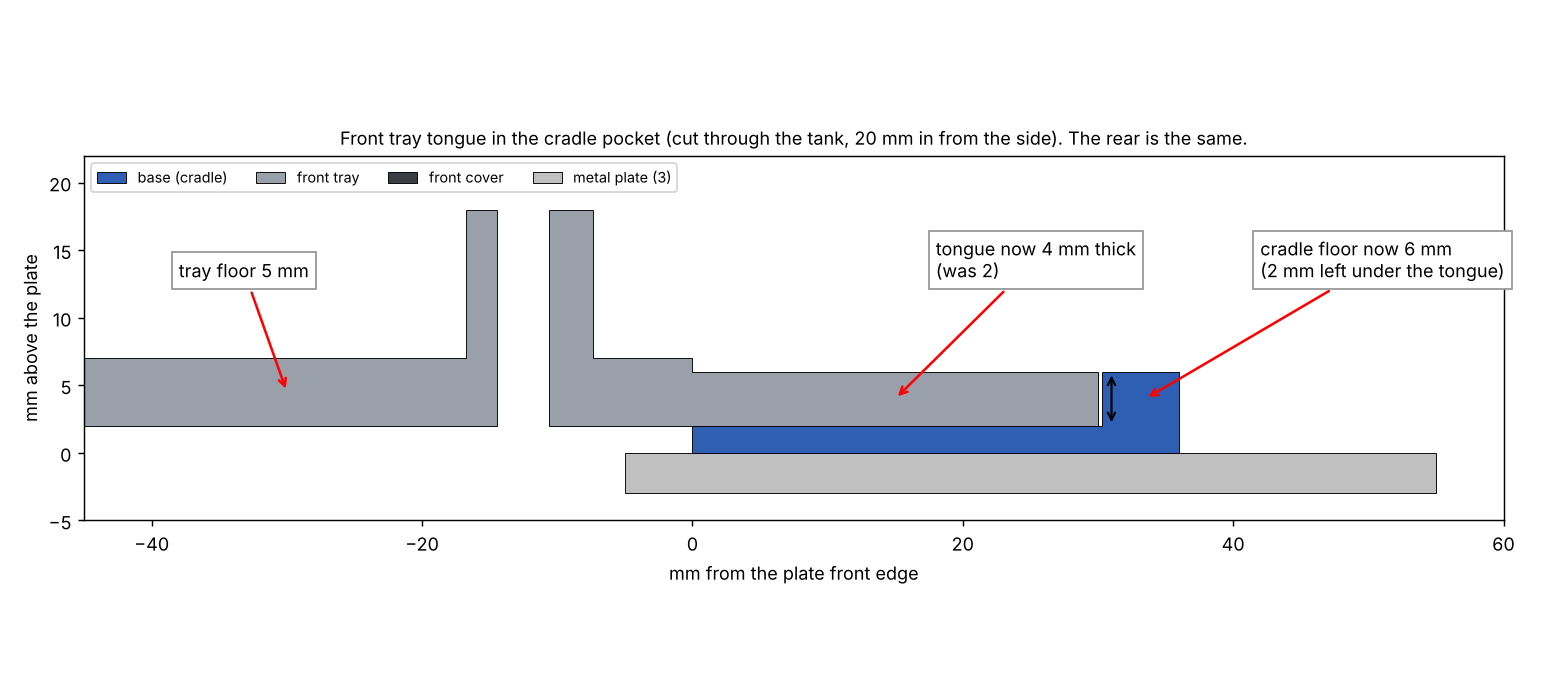 Front tray tongue in the cradle pocket (cut through the tank, 20 mm in from the side). The rear is the same.
base (cradle)
front tray
front cover
metal plate (3)
tray floor 5 mm
tongue now 4 mm thick
(was 2)
cradle floor now 6 mm
(2 mm left under the tongue)
mm above the plate
20
15
10
5
0
−5
−40
−20
0
20
40
60
mm from the plate front edge